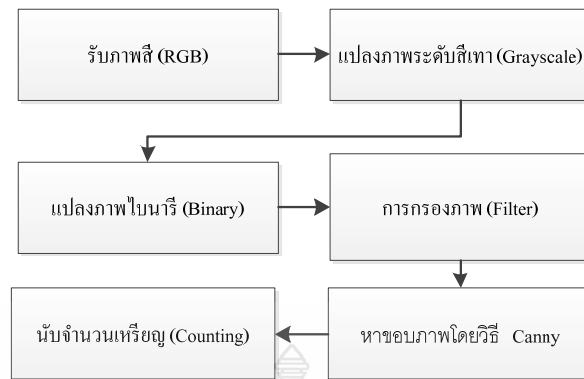 รับภาพสี (RGB)
แปลงภาพระดับสีเทา (Grayscale)
แปลงภาพไบนารี (Binary)
การกรองภาพ (Filter)
หาขอบภาพโดยวิธี Canny
นับจำนวนเหรียญ (Counting)